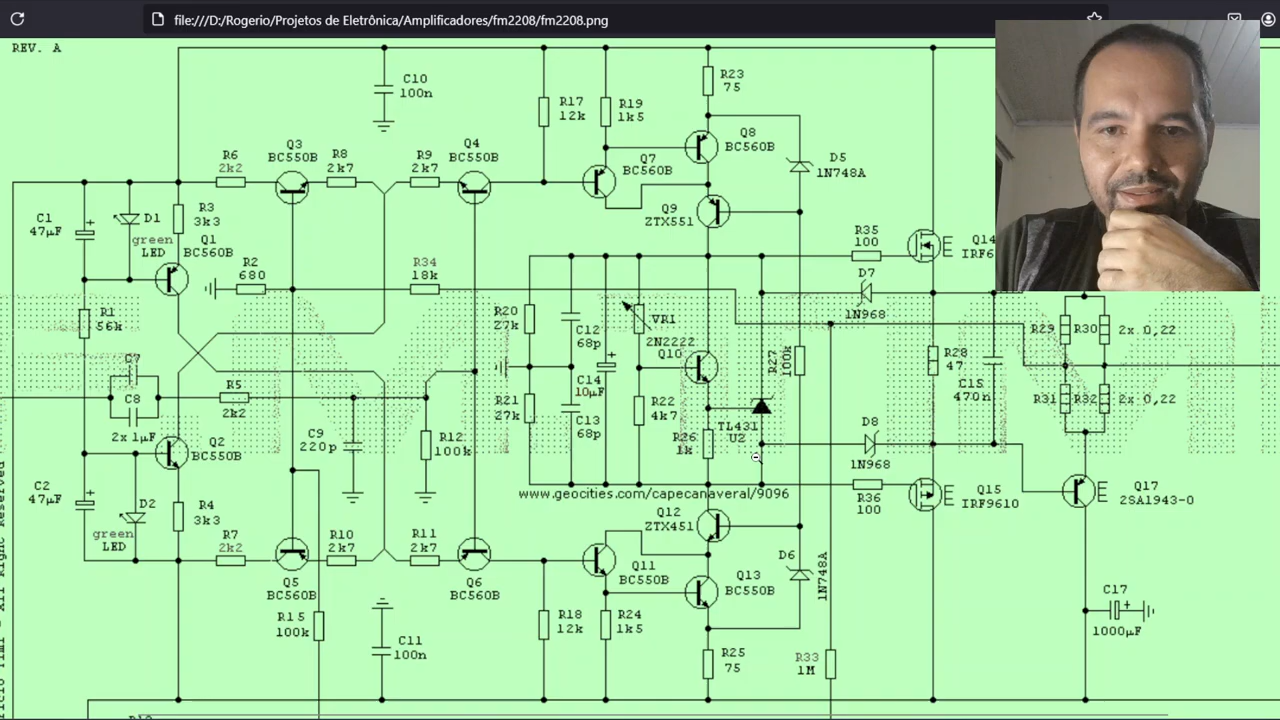 file:///D:/Rogerio/Projetos de Eletrônica/Amplificadores/fm2208/fm2208.png
REV. A
C10
100n
R17
12k
R19
1k5
R23
75
Q8
BC560B
Q7
BC560B
D5
1N748A
Q3
BC550B
R6
2k2
R8
2k7
R9
2k7
Q4
BC550B
C1
47µF
D1
green
LED
R3
3k3
Q1
BC560B
Q9
ZTX551
R2
680
R34
18k
R35
100
Q14
IRF6
D7
1N968
R1
56k
R20
27k
C12
68p
VR1
2N2222
Q10
R27
100k
R28
47
C15
470n
R29
R30
2x 0,22
R31
R32
2x 0,22
C7
C8
2x 1µF
R5
2k2
C14
10µF
C13
68p
R21
27k
R22
4k7
R26
1k
TL431
U2
D8
1N968
Q2
BC550B
C9
220p
R12
100k
C2
47µF
D2
green
LED
R4
3k3
www.geocities.com/capecanaveral/9096
R36
100
Q15
IRF9610
Q17
2SA1943-O
Q12
ZTX451
R7
2k2
R10
2k7
R11
2k7
Q5
BC560B
Q6
BC560B
Q11
BC550B
Q13
BC550B
D6
1N748A
R15
100k
C11
100n
R18
12k
R24
1k5
R25
75
R33
1M
C17
1000µF
All Right Reserved